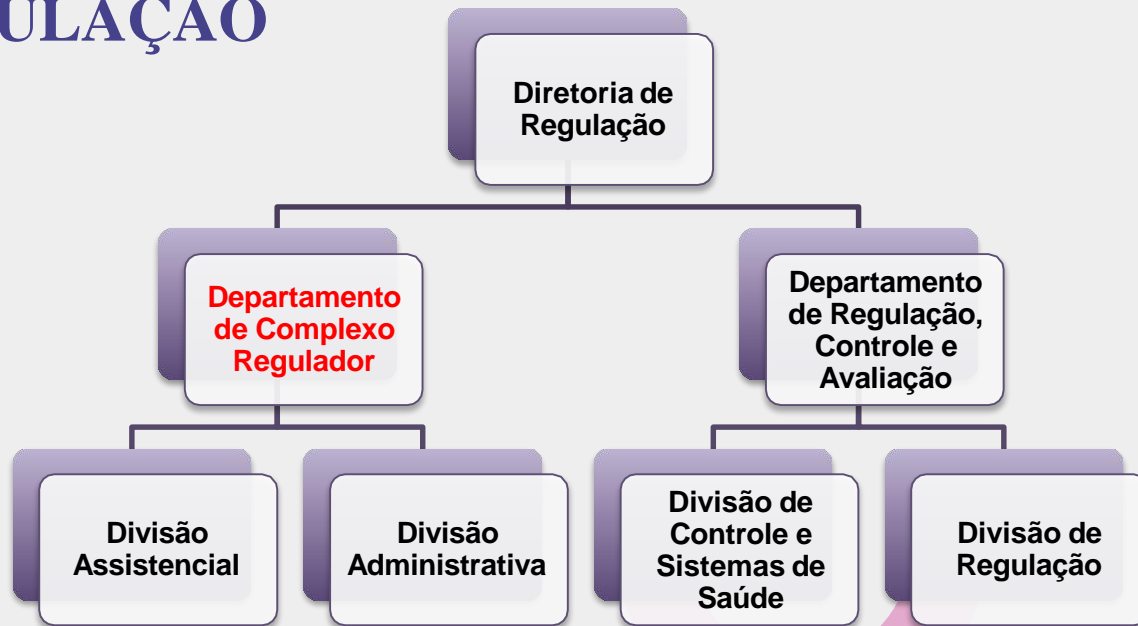 ULAÇÃO
Diretoria de
Regulação
Departamento
de Complexo
Regulador
Departamento
de Regulação,
Controle e
Avaliação
Divisão
Assistencial
Divisão
Administrativa
Divisão de
Controle e
Sistemas de
Saúde
Divisão de
Regulação